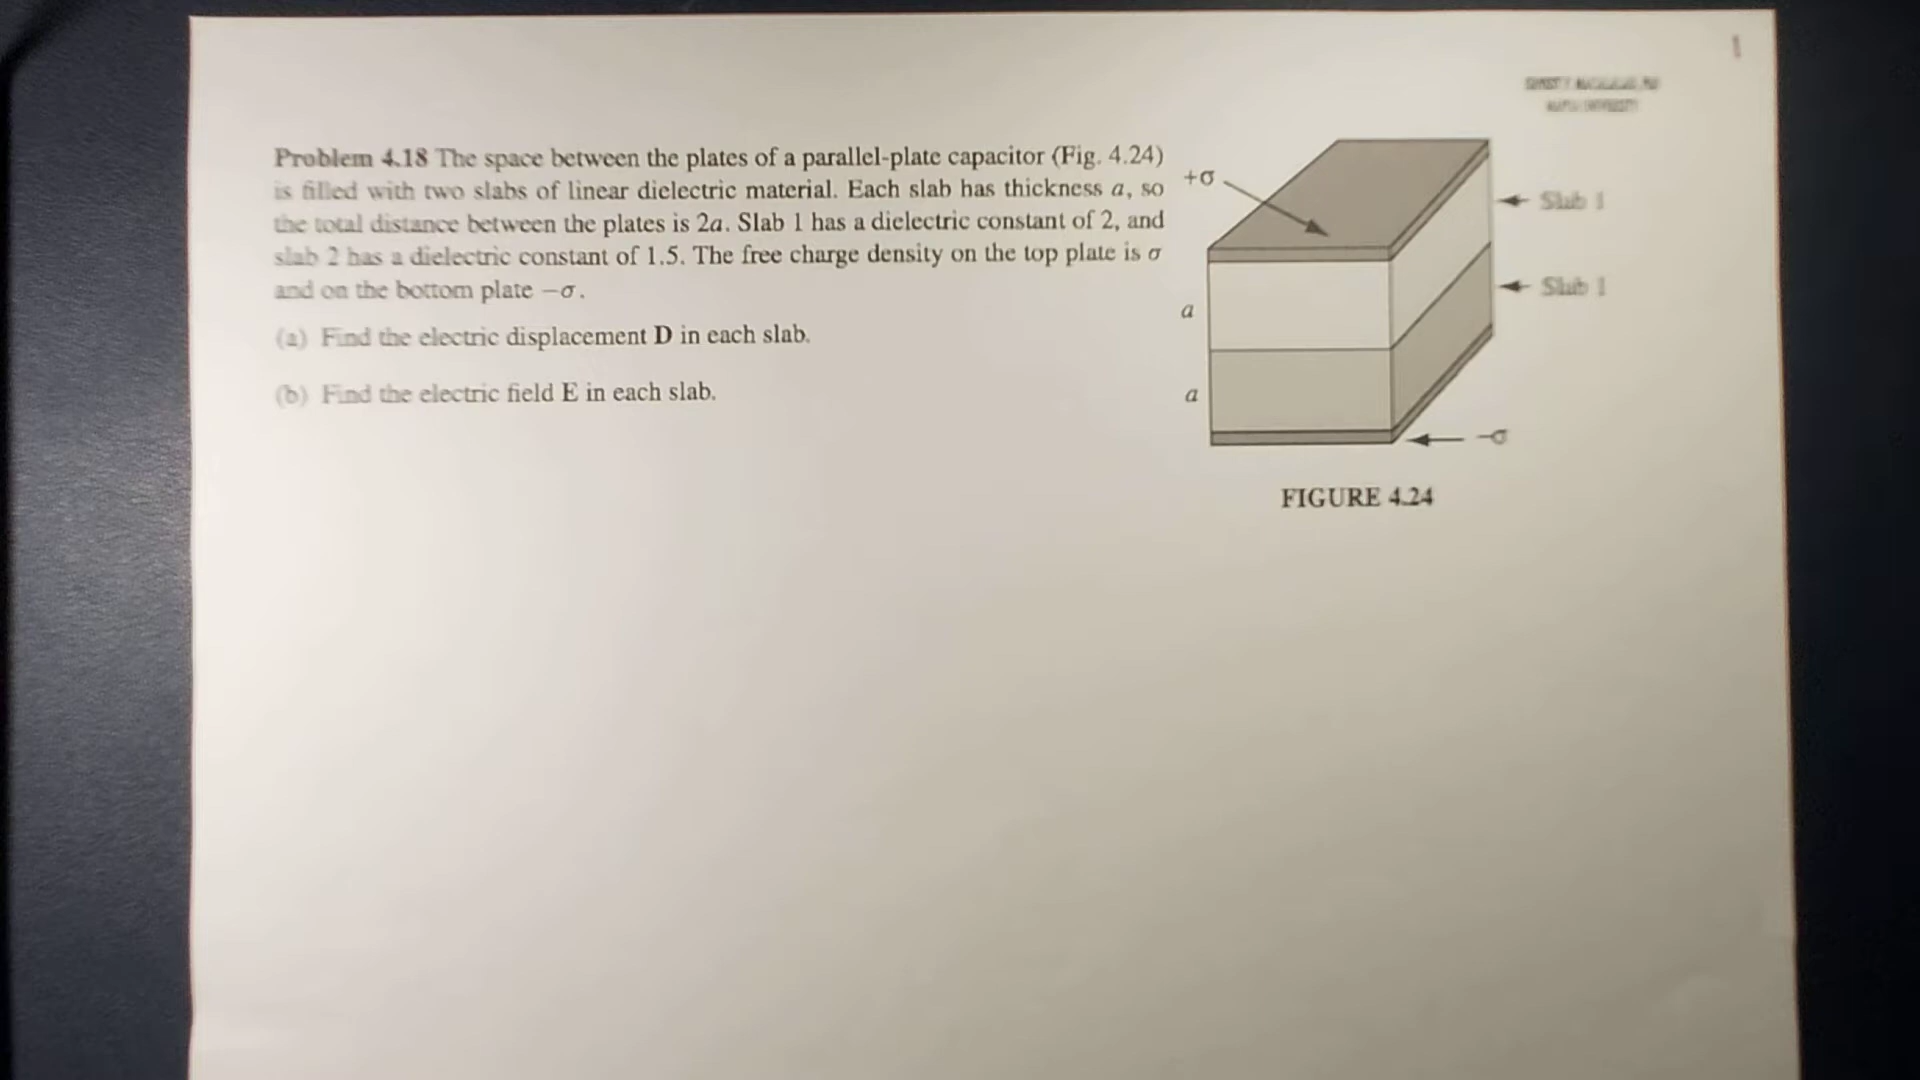 1
Problem 4.18 The space between the plates of a parallel-plate capacitor (Fig. 4.24)
is filled with two slabs of linear dielectric material. Each slab has thickness a, so
the total distance between the plates is 2a. Slab 1 has a dielectric constant of 2, and
slab 2 has a dielectric constant of 1.5. The free charge density on the top plate is σ
and on the bottom plate −σ.
(a) Find the electric displacement D in each slab.
(b) Find the electric field E in each slab.
+σ
Slab 1
Slab 1
a
a
−σ
FIGURE 4.24